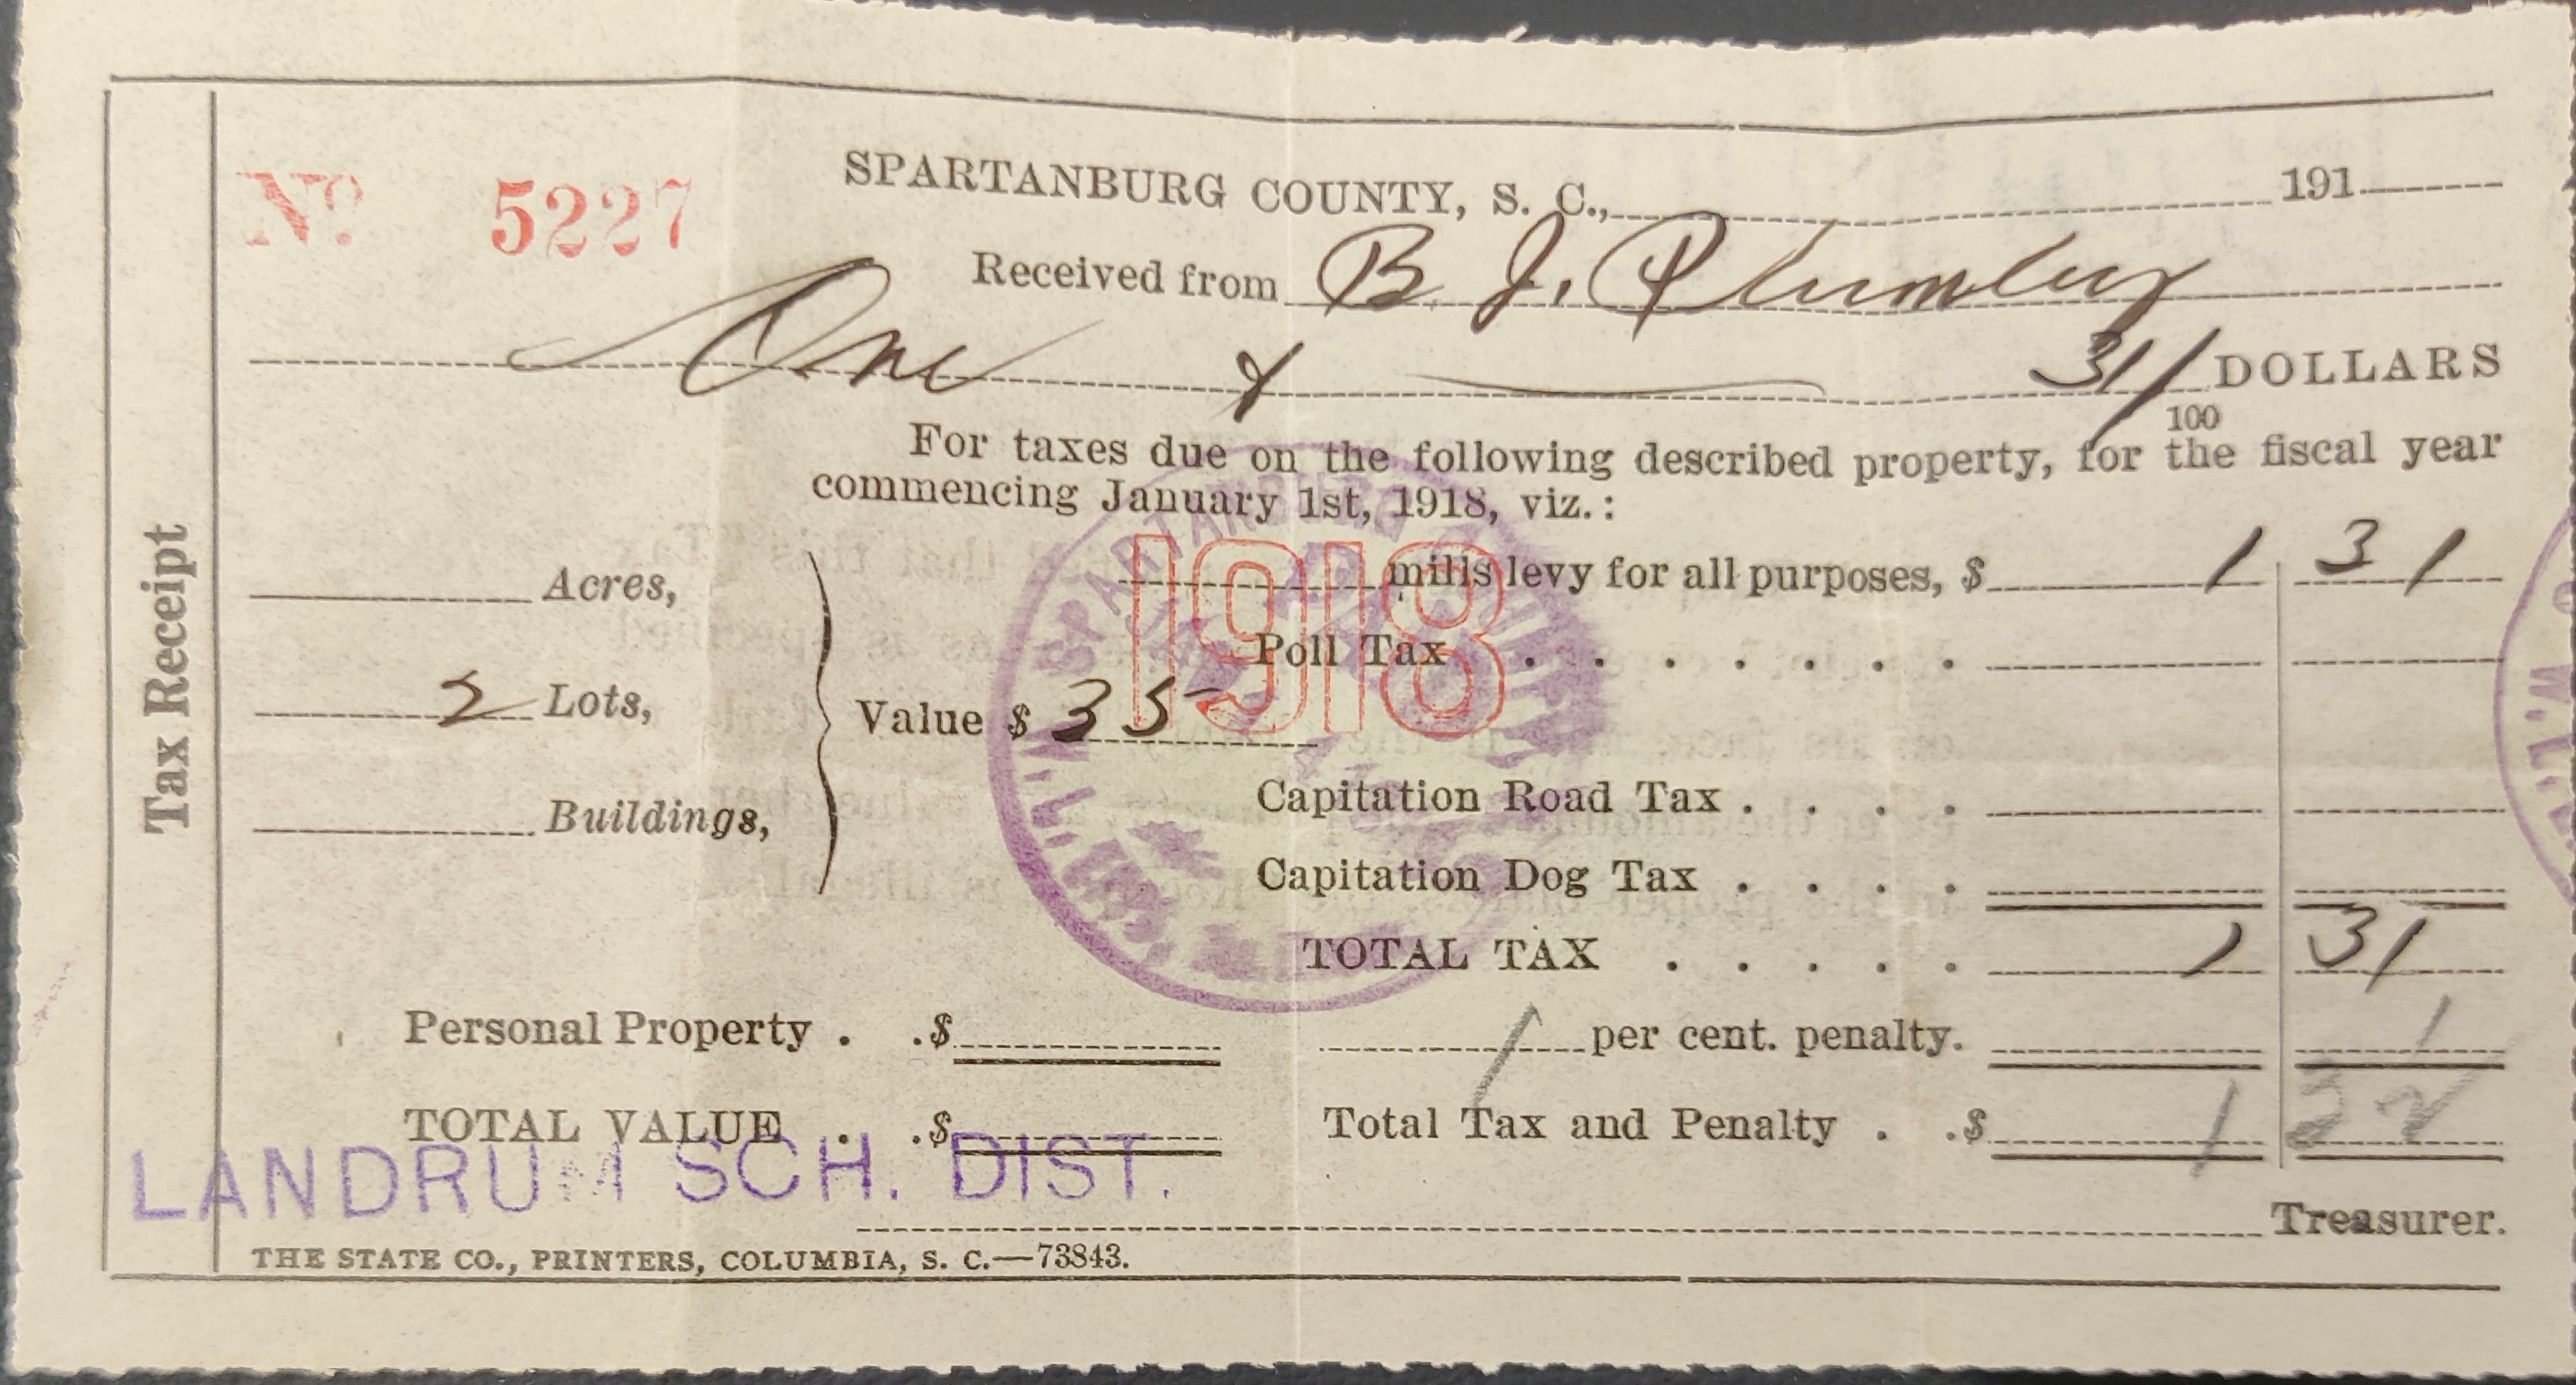 Tax Receipt
No. 5227
SPARTANBURG COUNTY, S. C., 191
Received from B J. Plumley
One & 31/100 DOLLARS
For taxes due on the following described property, for the fiscal year
commencing January 1st, 1918, viz.:
1918
SPARTANBURG
Acres,
mills levy for all purposes, $ 1 31
Poll Tax . . . . . . .
2 Lots,
Value $ 35
Buildings,
Capitation Road Tax . . . .
Capitation Dog Tax . . . .
TOTAL TAX . . . . . 1 31
Personal Property . . $
1 per cent. penalty. 1
TOTAL VALUE . . $
Total Tax and Penalty . . $ 1 32
LANDRUM SCH. DIST.
Treasurer.
THE STATE CO., PRINTERS, COLUMBIA, S. C.—73843.